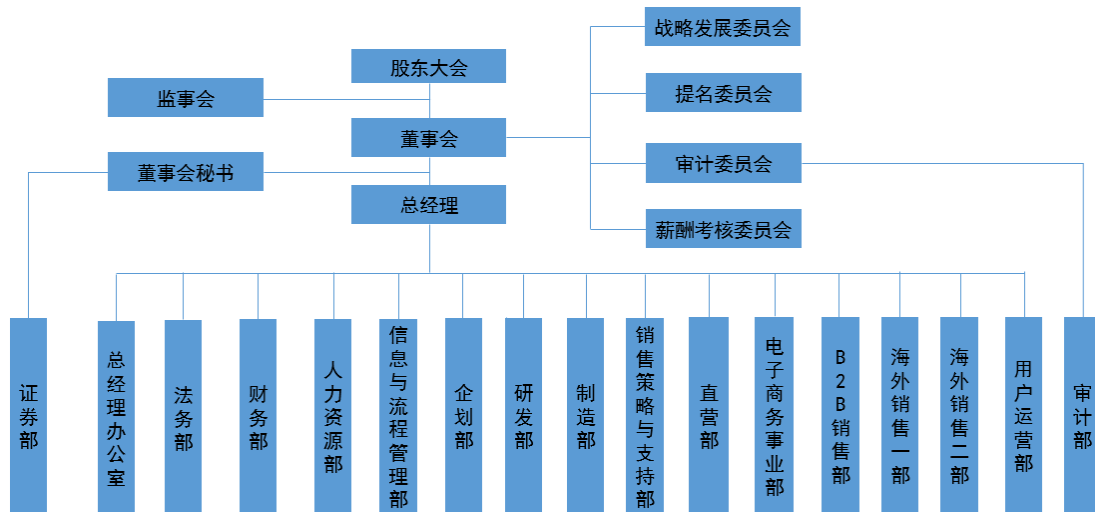 战略发展委员会
股东大会
监事会
提名委员会
董事会
审计委员会
董事会秘书
总经理
薪酬考核委员会
证券部
总经理办公室
法务部
财务部
人力资源部
信息与流程管理部
企划部
研发部
制造部
销售策略与支持部
直营部
电子商务事业部
B2B销售部
海外销售一部
海外销售二部
用户运营部
审计部